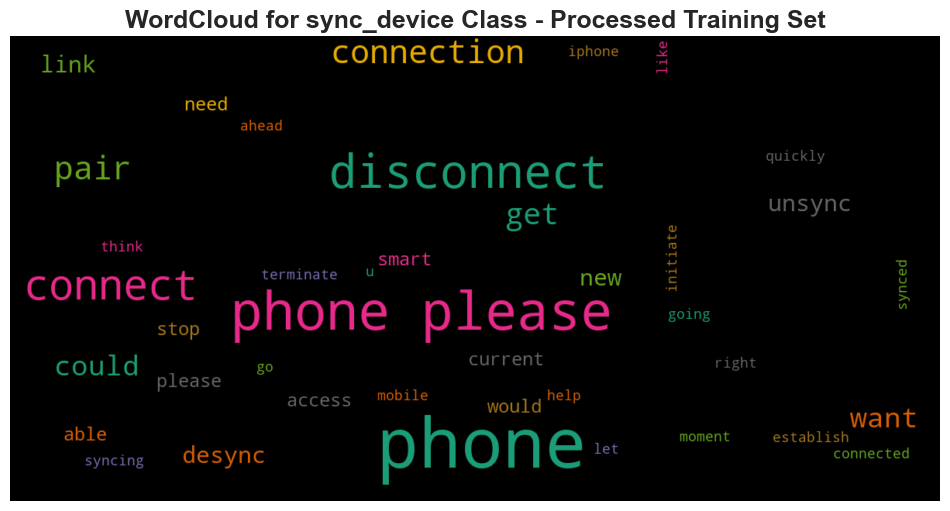 WordCloud for sync_device Class - Processed Training Set
connection
iphone
like
link
need
ahead
disconnect
quickly
pair
unsync
get
initiate
think
smart
terminate
u
new
synced
connect
phone please
going
stop
could
current
right
go
please
access
mobile
help
would
want
able
phone
moment
establish
syncing
desync
let
connected